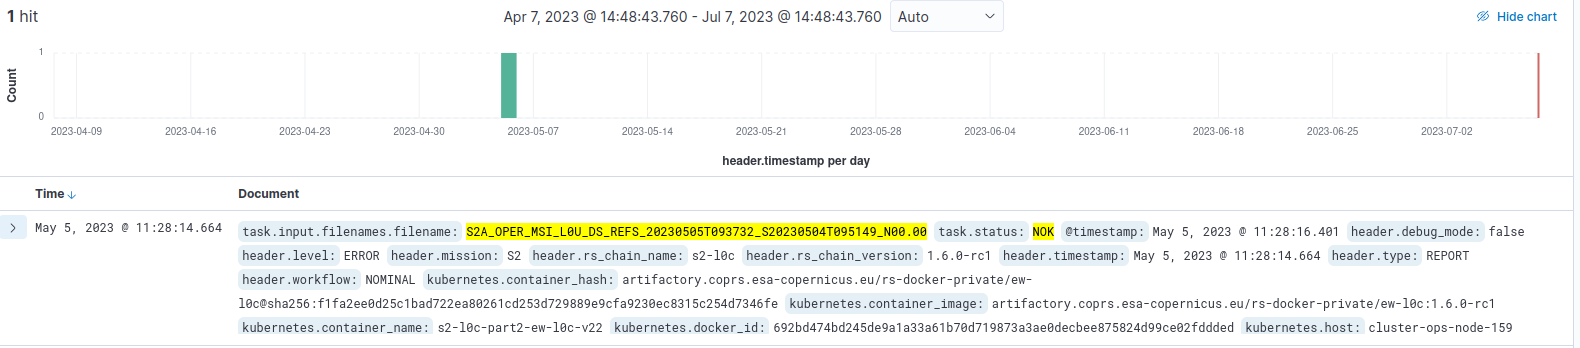 1 hit
Apr 7, 2023 @ 14:48:43.760 - Jul 7, 2023 @ 14:48:43.760 Auto
Hide chart
1
Count
0
2023-04-09 2023-04-16 2023-04-23 2023-04-30 2023-05-07 2023-05-14 2023-05-21 2023-05-28 2023-06-04 2023-06-11 2023-06-18 2023-06-25 2023-07-02
header.timestamp per day
Time Document
May 5, 2023 @ 11:28:14.664 task.input.filenames.filename: S2A_OPER_MSI_L0U_DS_REFS_20230505T093732_S20230504T095149_N00.00 task.status: NOK @timestamp: May 5, 2023 @ 11:28:16.401 header.debug_mode: false
header.level: ERROR header.mission: S2 header.rs_chain_name: s2-l0c header.rs_chain_version: 1.6.0-rc1 header.timestamp: May 5, 2023 @ 11:28:14.664 header.type: REPORT
header.workflow: NOMINAL kubernetes.container_hash: artifactory.coprs.esa-copernicus.eu/rs-docker-private/ew-
l0c@sha256:f1fa2ee0d25c1bad722ea80261cd253d729889e9cfa9230ec8315c254d7346fe kubernetes.container_image: artifactory.coprs.esa-copernicus.eu/rs-docker-private/ew-l0c:1.6.0-rc1
kubernetes.container_name: s2-l0c-part2-ew-l0c-v22 kubernetes.docker_id: 692bd474bd245de9a1a33a61b70d719873a3ae0decbee875824d99ce02fddded kubernetes.host: cluster-ops-node-159